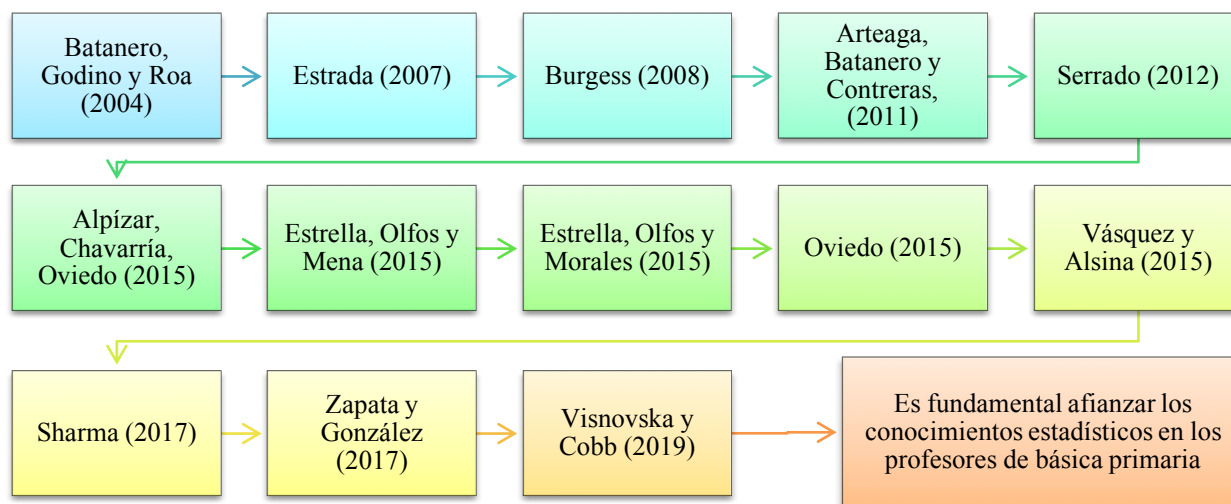 Batanero,
Godino y Roa
(2004)
Estrada (2007)
Burgess (2008)
Arteaga,
Batanero y
Contreras,
(2011)
Serrado (2012)
Alpízar,
Chavarría,
Oviedo (2015)
Estrella, Olfos y
Mena (2015)
Estrella, Olfos y
Morales (2015)
Oviedo (2015)
Vásquez y
Alsina (2015)
Sharma (2017)
Zapata y
González
(2017)
Visnovska y
Cobb (2019)
Es fundamental afianzar los
conocimientos estadísticos en los
profesores de básica primaria